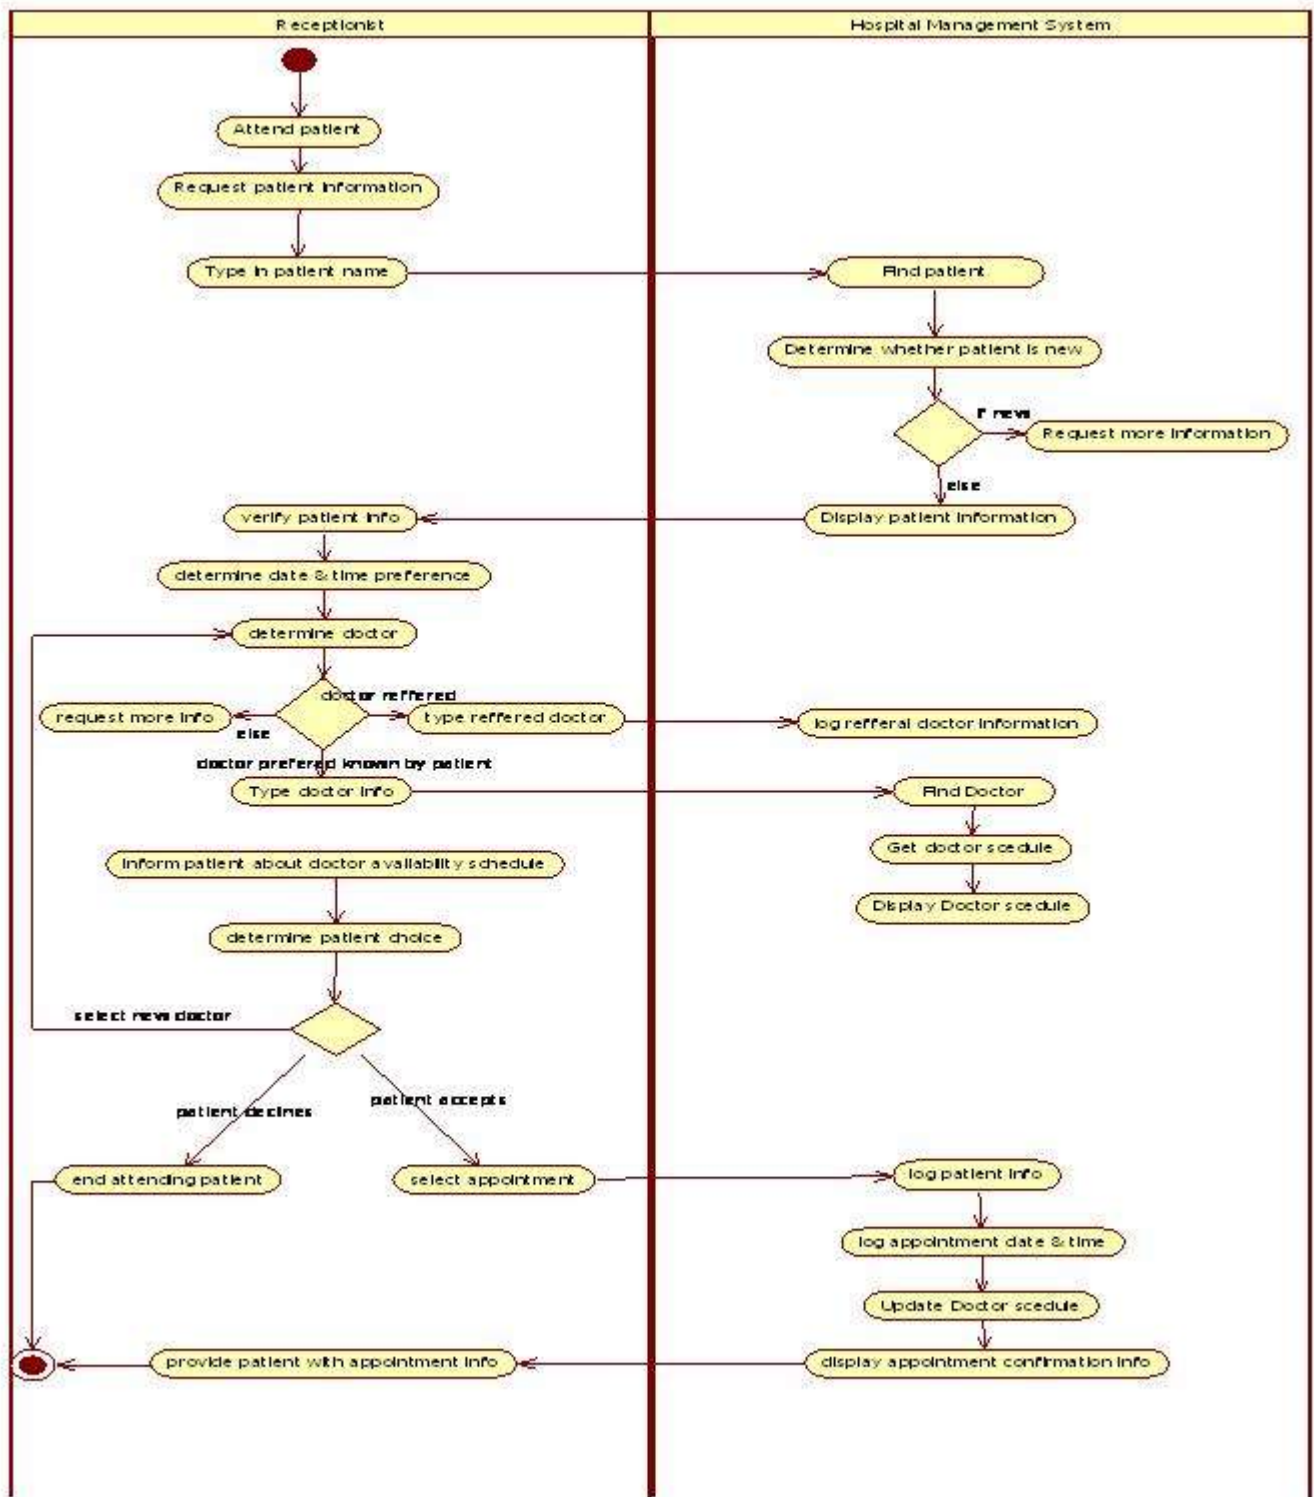 Receptionist
Hospital Management System
Attend patient
Request patient information
Type in patient name
Find patient
Determine whether patient is new
if new
Request more information
else
verify patient info
Display patient information
determine date & time preference
determine doctor
doctor reffered
request more info
type reffered doctor
log refferal doctor information
else
doctor prefered known by patient
Type doctor info
Find Doctor
Get doctor scedule
Inform patient about doctor availability schedule
Display Doctor scedule
determine patient choice
select new doctor
patient accepts
patient declines
end attending patient
select appointment
log patient info
log appointment date & time
Update Doctor scedule
provide patient with appointment info
display appointment confirmation info